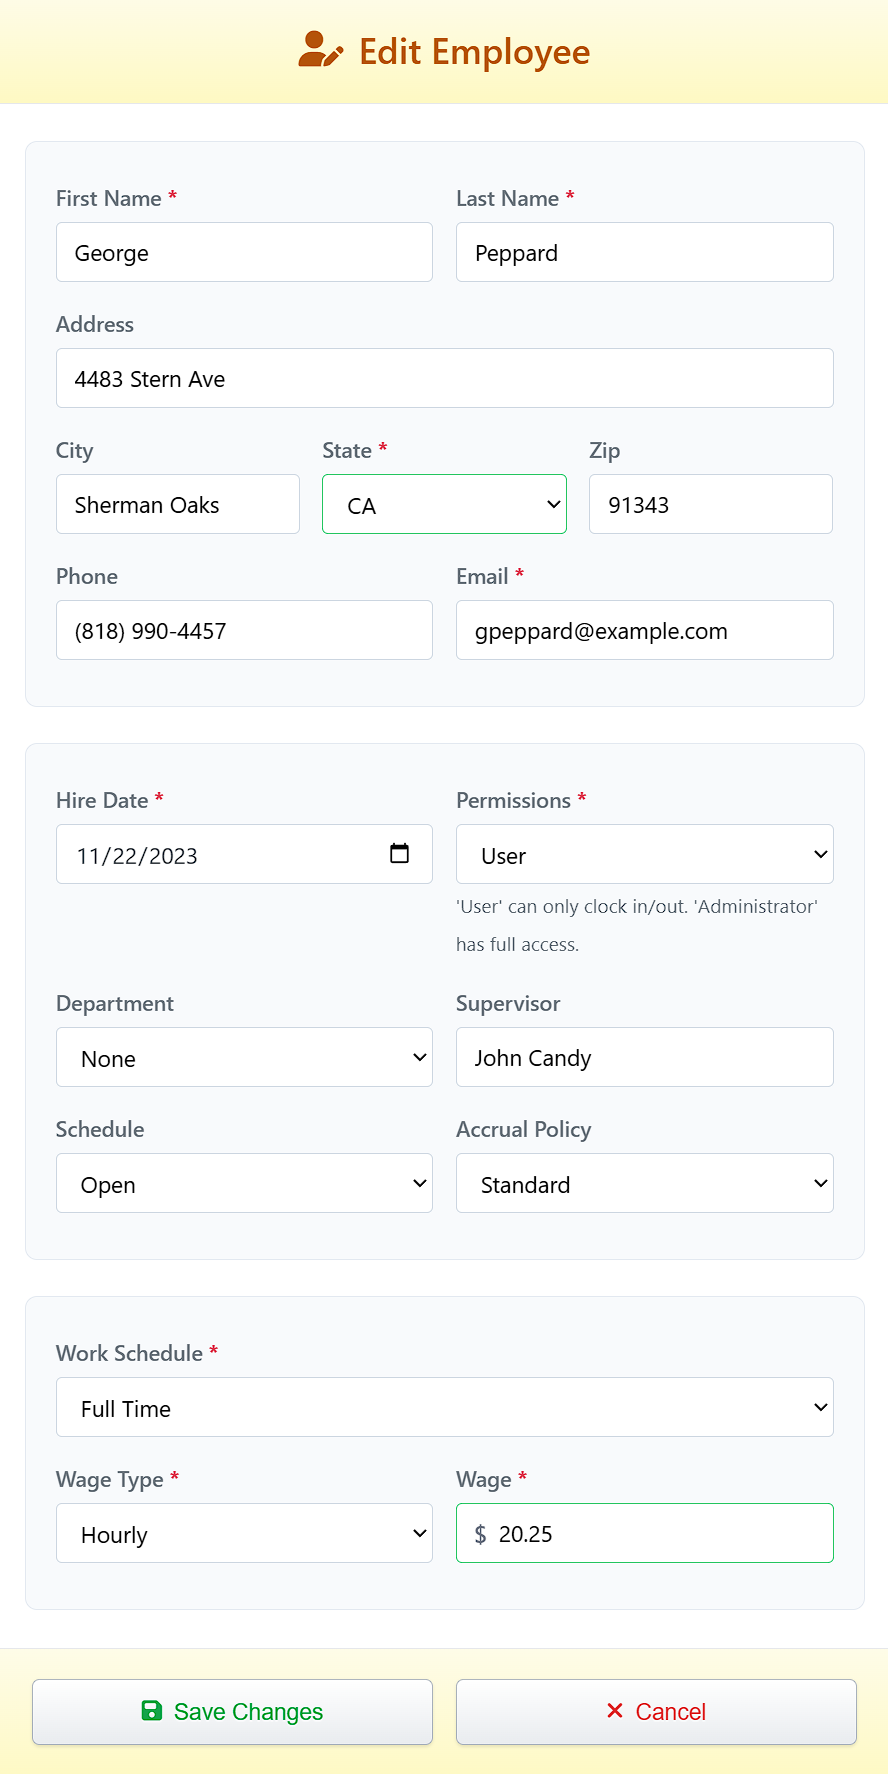 Edit Employee
First Name * Last Name *
George Peppard
Address
4483 Stern Ave
City State * Zip
Sherman Oaks CA 91343
Phone Email *
(818) 990-4457 gpeppard@example.com
Hire Date * Permissions *
11/22/2023 User
'User' can only clock in/out. 'Administrator'
has full access.
Department Supervisor
None John Candy
Schedule Accrual Policy
Open Standard
Work Schedule *
Full Time
Wage Type * Wage *
Hourly $ 20.25
Save Changes Cancel